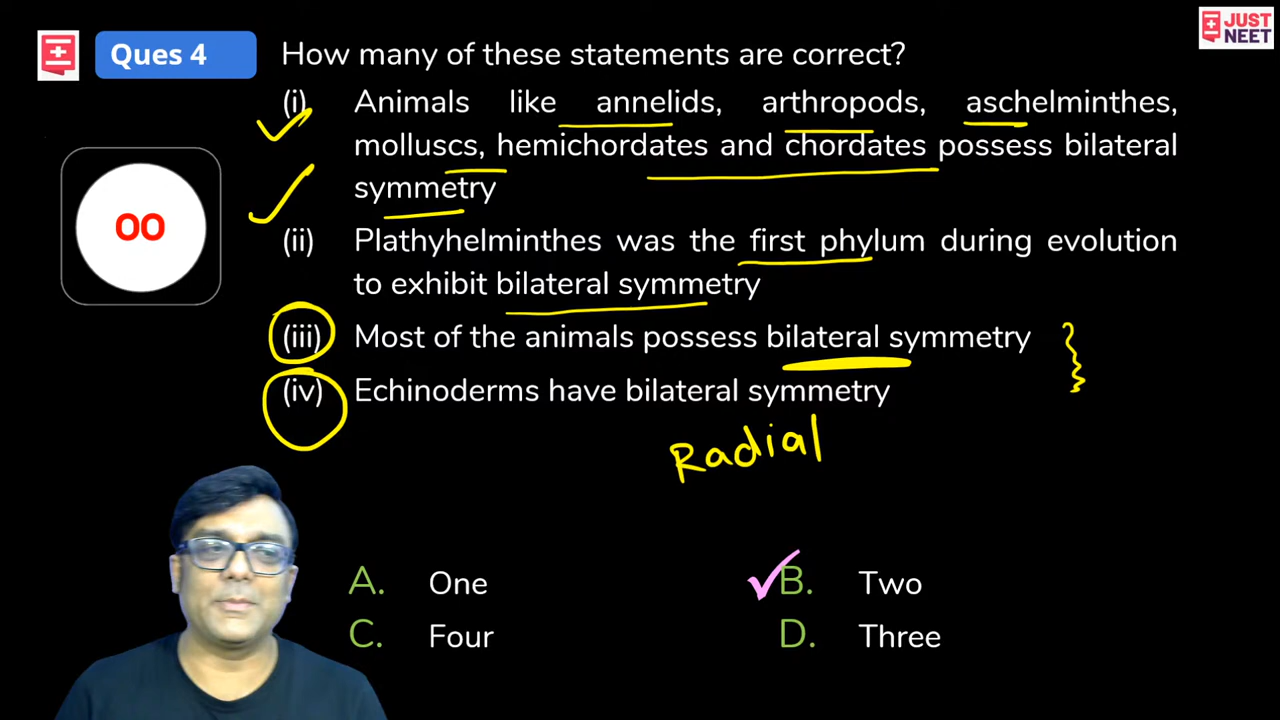 JUST
NEET
Ques 4
How many of these statements are correct?
(i) Animals like annelids, arthropods, aschelminthes,
molluscs, hemichordates and chordates possess bilateral
symmetry
00
(ii) Plathyhelminthes was the first phylum during evolution
to exhibit bilateral symmetry
(iii) Most of the animals possess bilateral symmetry
(iv) Echinoderms have bilateral symmetry
Radial
A. One
B. Two
C. Four
D. Three